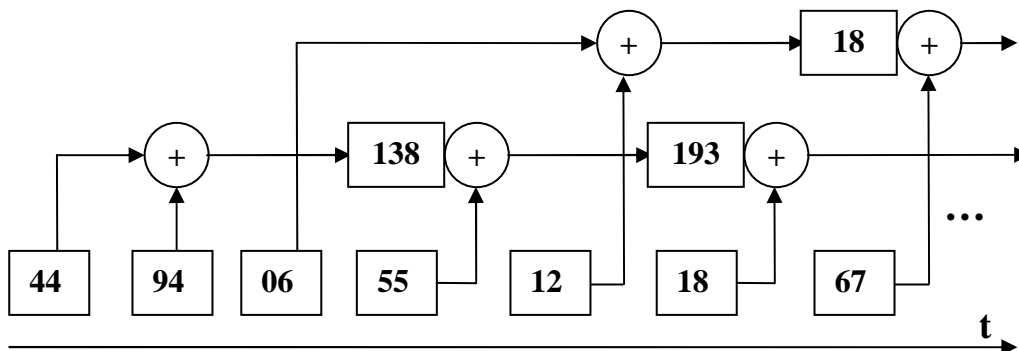 + 18 +
+ 138 + 193 +
...
44 94 06 55 12 18 67
t